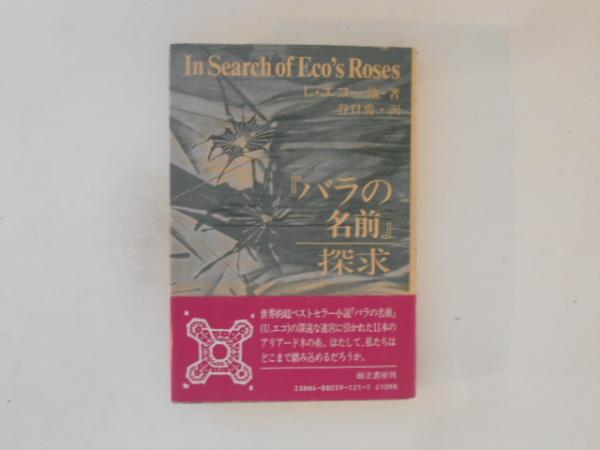 In Search of Eco's Roses
U・エコ 他・著
谷口勇・訳
『バラの
名前』
探求
世界的超ベストセラー小説『バラの名前』
(U.エコ)の深遠な迷宮に引かれた11本の
アリアードネの糸。はたして、私たちは
どこまで踏み込めるだろうか。
而立書房刊
ISBN4-88059-121-1 C1098